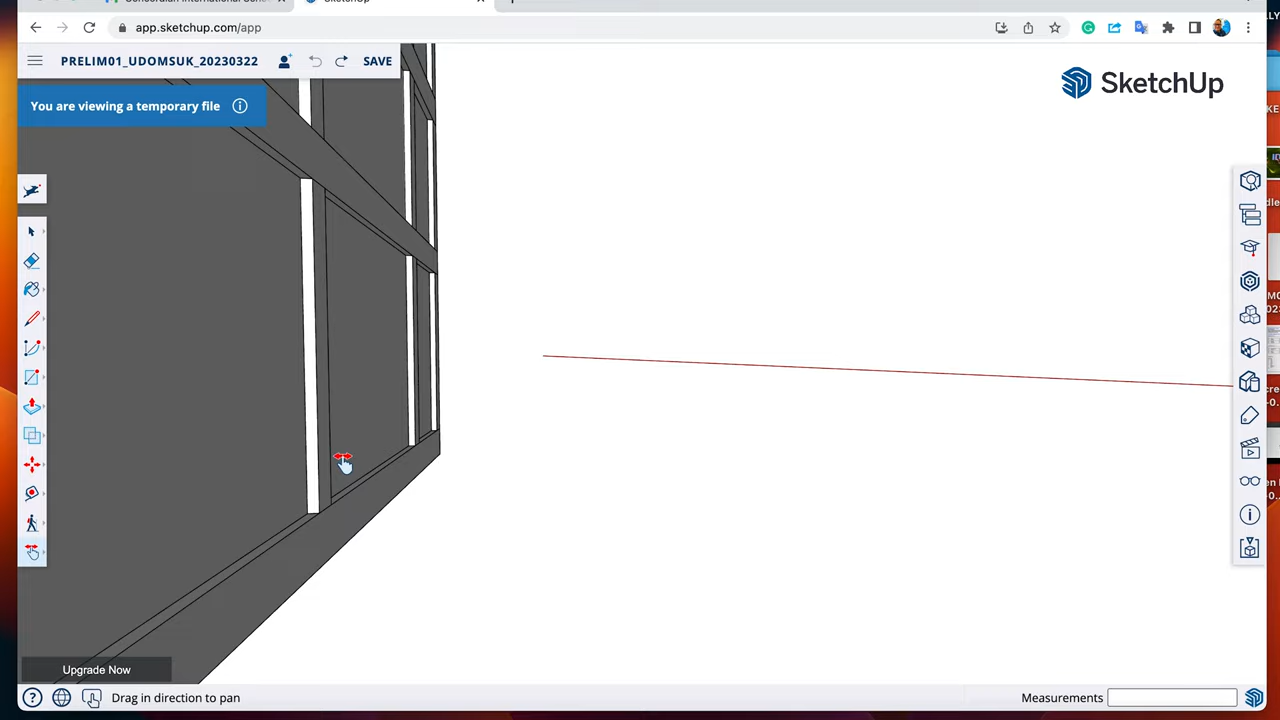 SketchUp
app.sketchup.com/app
PRELIM01_UDOMSUK_20230322
SAVE
SketchUp
You are viewing a temporary file
Upgrade Now
Drag in direction to pan
Measurements